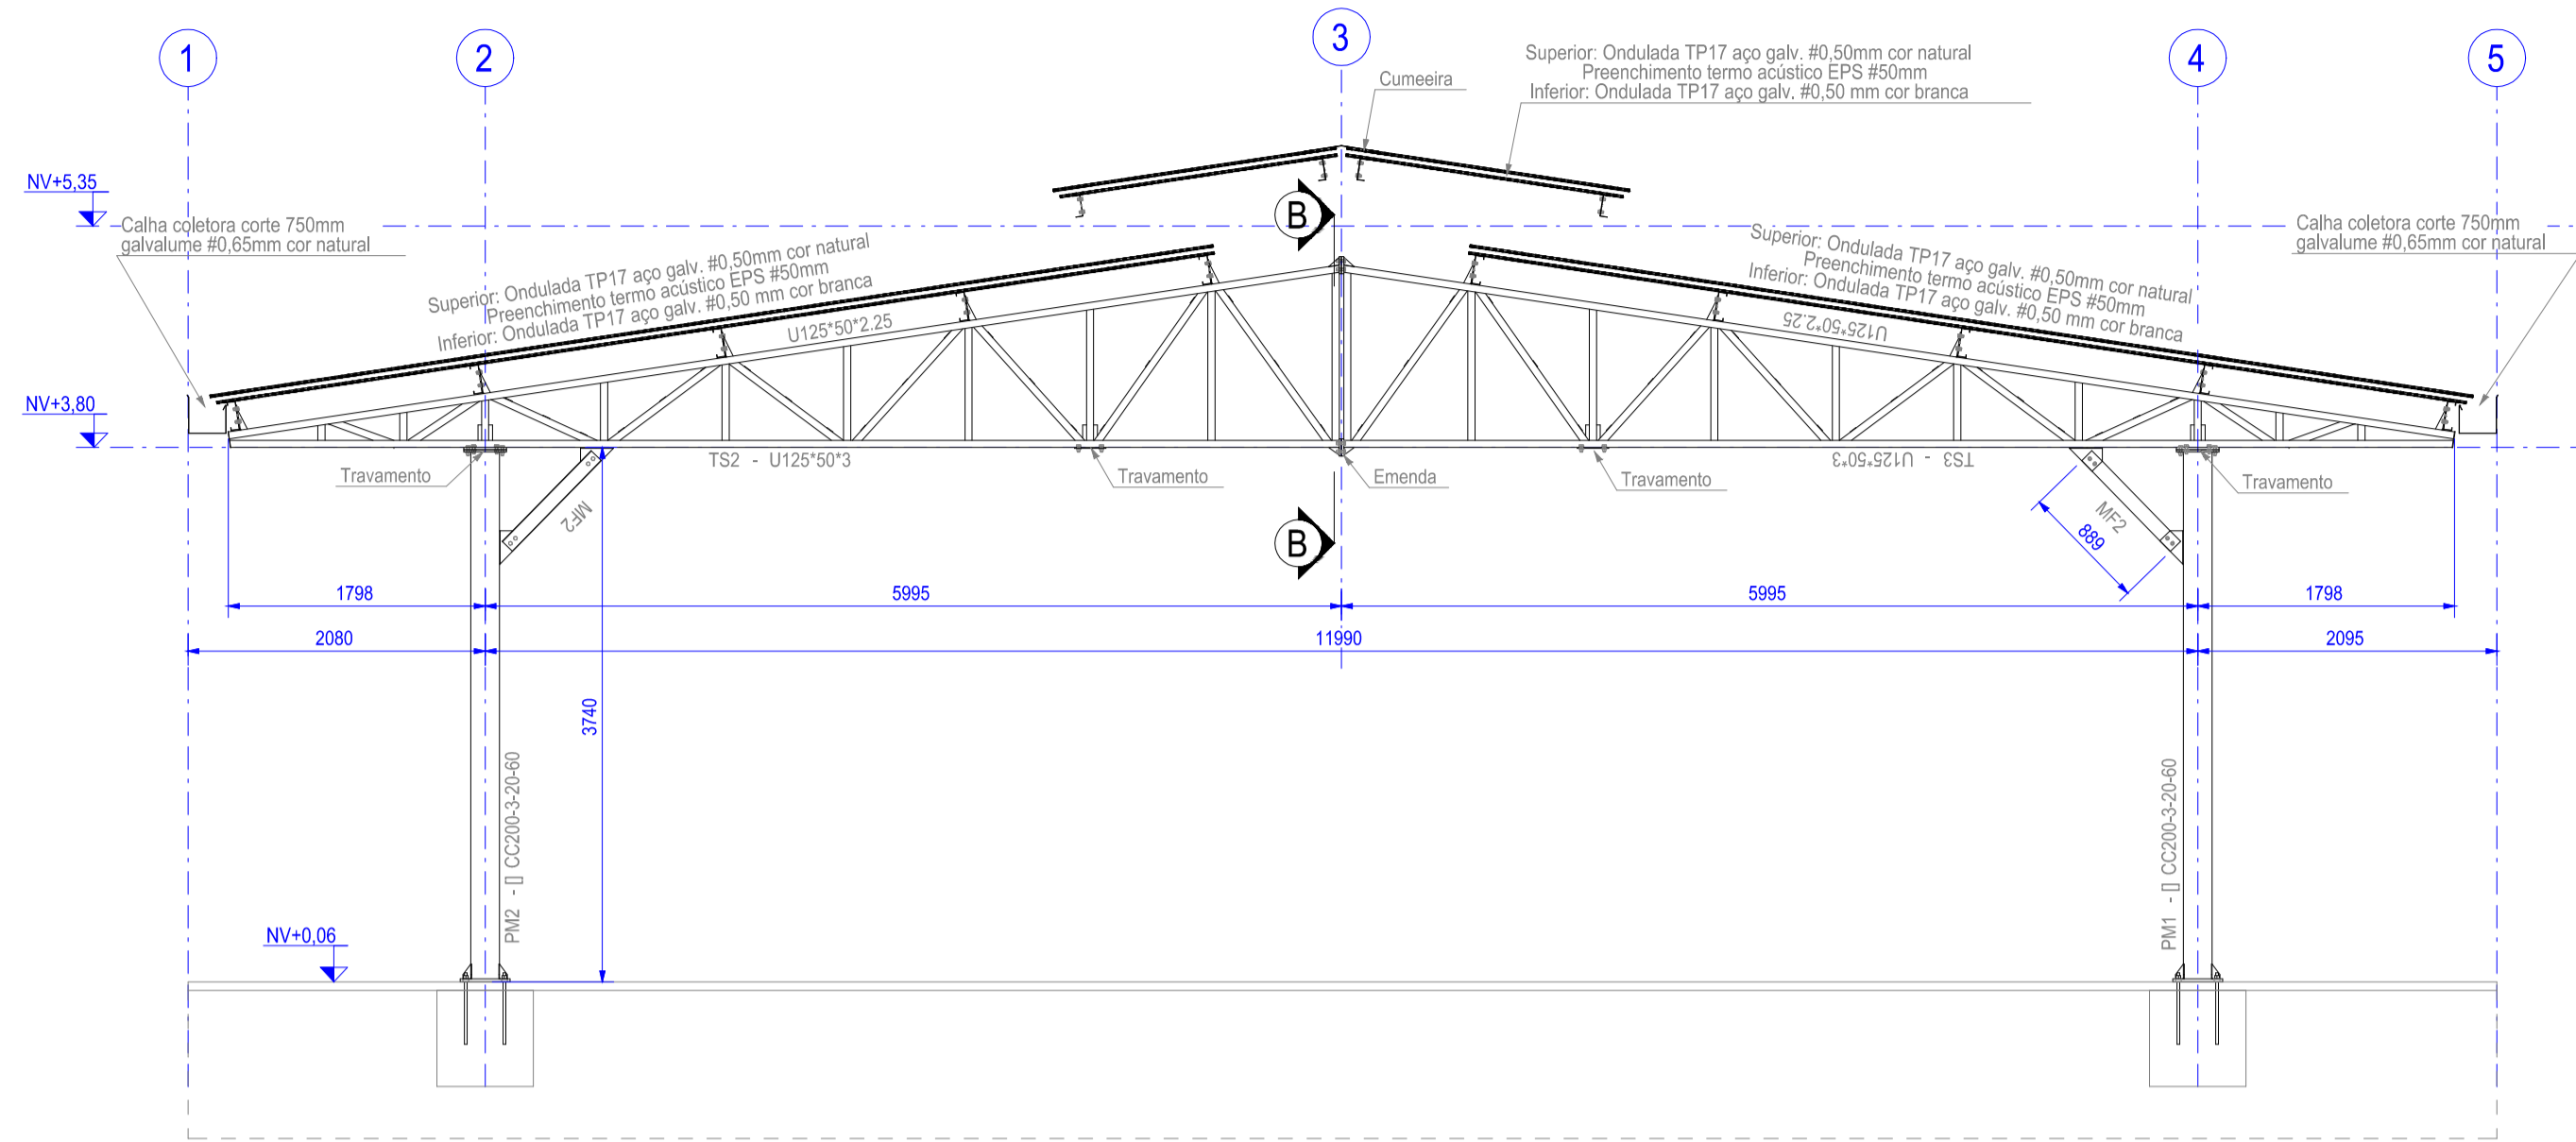 1
2
3
4
5
Superior: Ondulada TP17 aço galv. #0,50mm cor natural
Preenchimento termo acústico EPS #50mm
Inferior: Ondulada TP17 aço galv. #0,50 mm cor branca
Cumeeira
NV+5,35
B
Calha coletora corte 750mm
galvalume #0,65mm cor natural
Calha coletora corte 750mm
galvalume #0,65mm cor natural
Superior: Ondulada TP17 aço galv. #0,50mm cor natural
Preenchimento termo acústico EPS #50mm
Inferior: Ondulada TP17 aço galv. #0,50 mm cor branca
Superior: Ondulada TP17 aço galv. #0,50mm cor natural
Preenchimento termo acústico EPS #50mm
Inferior: Ondulada TP17 aço galv. #0,50 mm cor branca
U125*50*2.25
U125*50*2.25
NV+3,80
TS2 - U125*50*3
TS3 - U125*50*3
Travamento
Travamento
Emenda
Travamento
Travamento
MF2
MF2
889
B
1798
5995
5995
1798
2080
11990
2095
3740
PM2 - [] CC200-3-20-60
PM1 - [] CC200-3-20-60
NV+0,06